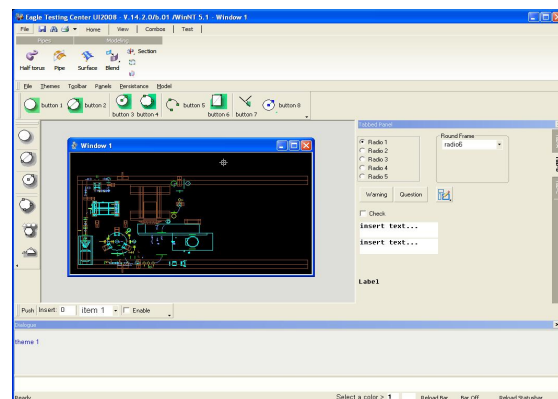 Eagle Testing Center UI2008 - V.14.2.0/b.01 /WinNT 5.1 - Window 1
File Home View Combos Test
Pipes Modeling
Half torus Pipe Surface Blend Section
File Themes Toolbar Panels Persistance Model
button 1 button 2 button 3 button 4 button 5 button 6 button 7 button 8
Tabbed Panel
Window 1
Radio 1
Radio 2
Radio 3
Radio 4
Radio 5
Round Frame
radio6
Warning Question
Check
insert text...
insert text...
Label
Push Insert: 0 item 1 Enable
Dialogue
theme 1
Ready Select a color > 1 Reload Bar Bar Off Reload Statusbar